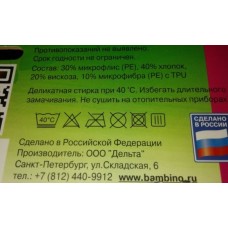 Противопоказаний не выявлено.
Срок годности не ограничен.
Состав: 30% микрофлис (PE), 40% хлопок,
20% вискоза, 10% микрофибра (PE) с TPU
Деликатная стирка при 40°С. Избегать длительного
замачивания. Не сушить на отопительных приборах
40°C
СДЕЛАНО
В РОССИИ
Сделано в Российской Федерации
Производитель: ООО "Дельта"
Санкт-Петербург, ул.Складская, 6
тел.: +7 (812) 440-9912 www.bambino.ru